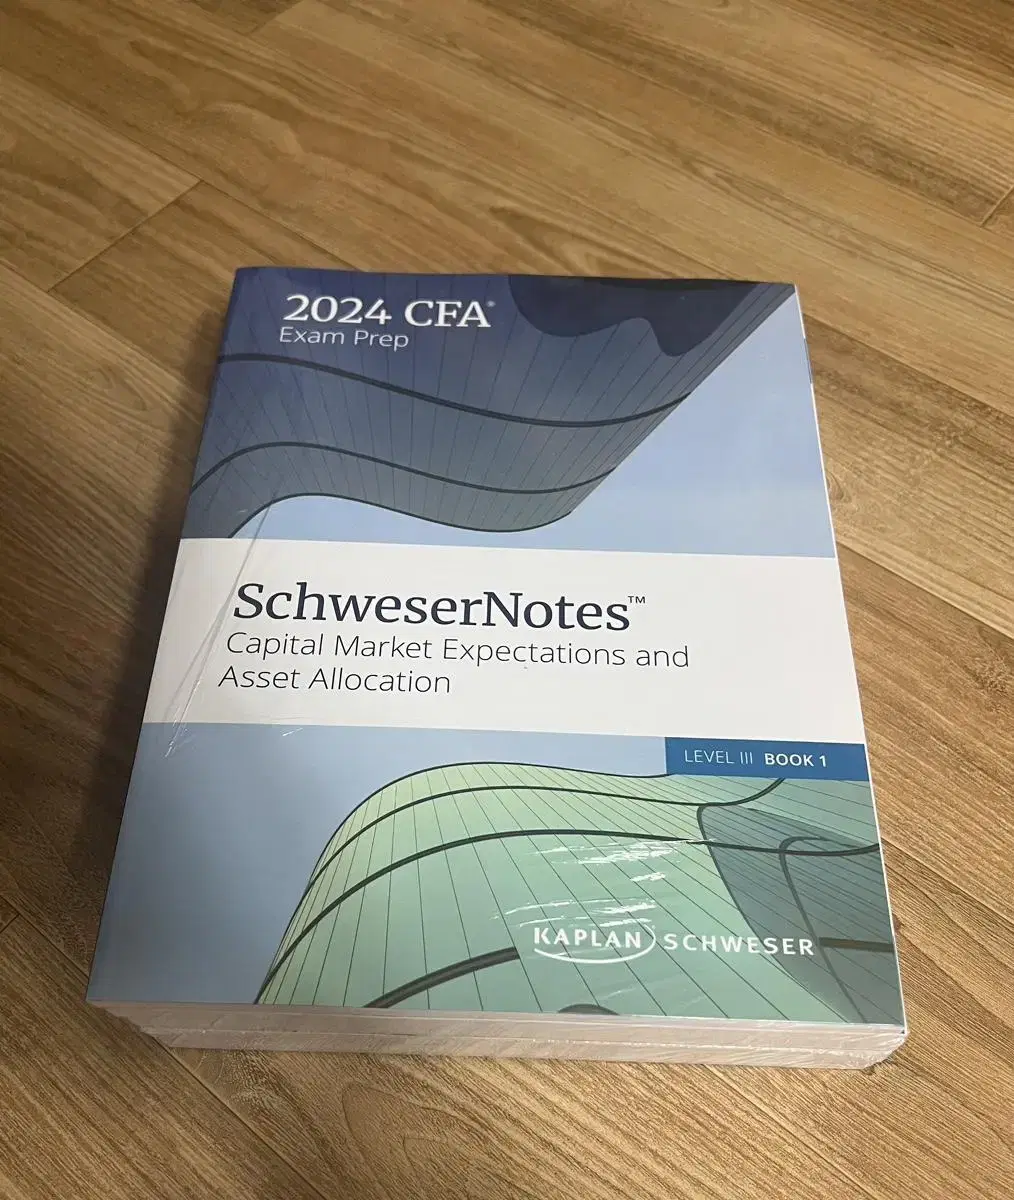 2024 CFA®
Exam Prep
SchweserNotes™
Capital Market Expectations and
Asset Allocation
LEVEL III BOOK 1
KAPLAN SCHWESER